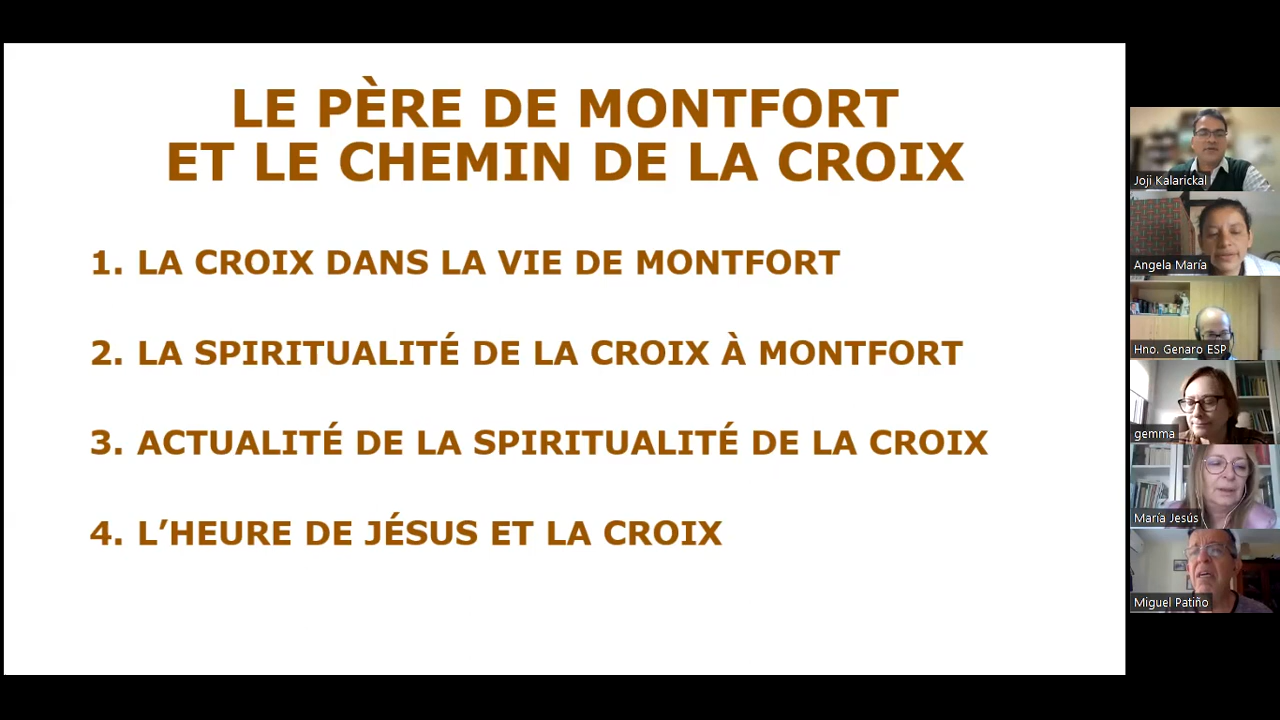 LE PÈRE DE MONTFORT
ET LE CHEMIN DE LA CROIX
1. LA CROIX DANS LA VIE DE MONTFORT
2. LA SPIRITUALITÉ DE LA CROIX À MONTFORT
3. ACTUALITÉ DE LA SPIRITUALITÉ DE LA CROIX
4. L’HEURE DE JÉSUS ET LA CROIX
Joji Kalarickal
Angela María
Hno. Genaro ESP
gemma
María Jesús
Miguel Patiño